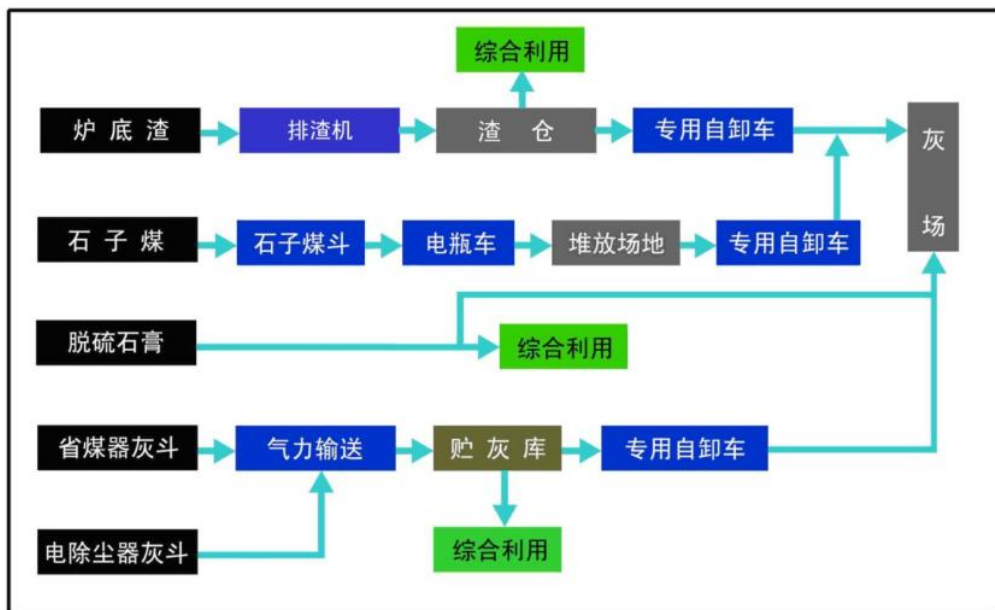 综合利用
炉底渣
排渣机
渣仓
专用自卸车
灰场
石子煤
石子煤斗
电瓶车
堆放场地
专用自卸车
脱硫石膏
综合利用
省煤器灰斗
气力输送
贮灰库
专用自卸车
电除尘器灰斗
综合利用